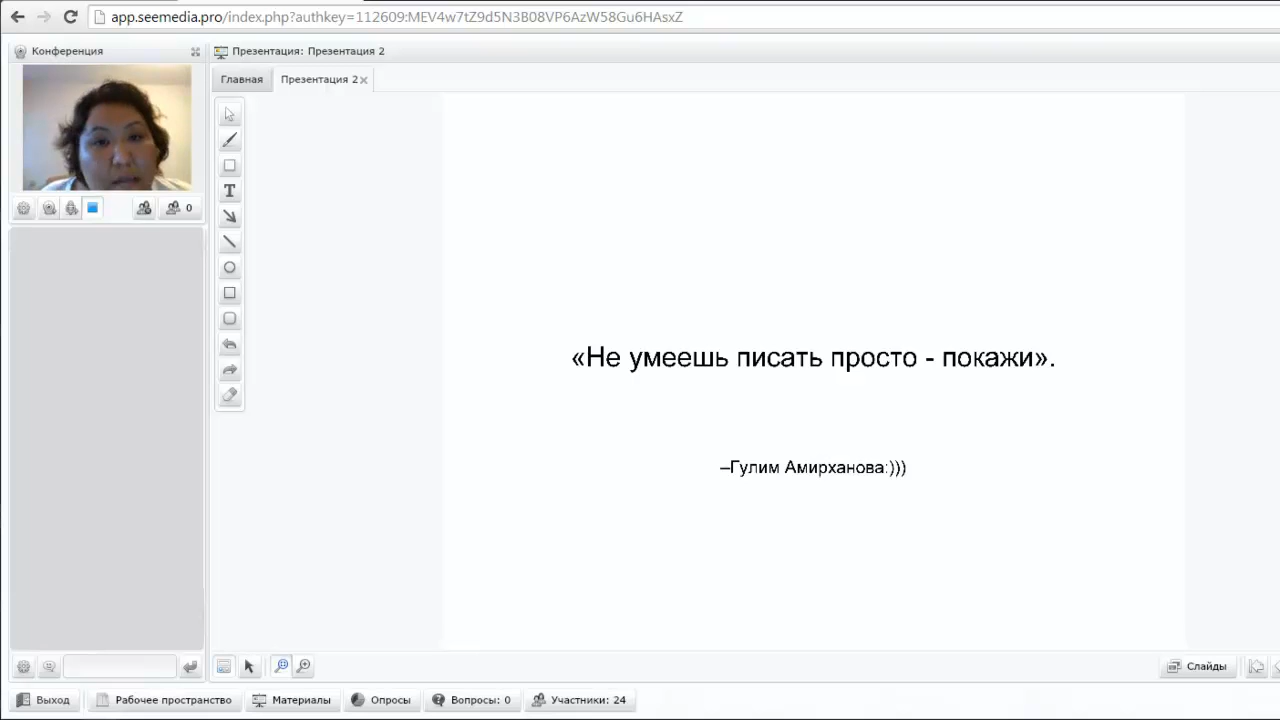 app.seemedia.pro/index.php?authkey=112609:MEV4w7tZ9d5N3B08VP6AzW58Gu6HAsxZ
Конференция
Презентация: Презентация 2
Главная
Презентация 2
T
0
«Не умеешь писать просто - покажи».
–Гулим Амирханова:)))
Слайды
Выход
Рабочее пространство
Материалы
Опросы
Вопросы: 0
Участники: 24